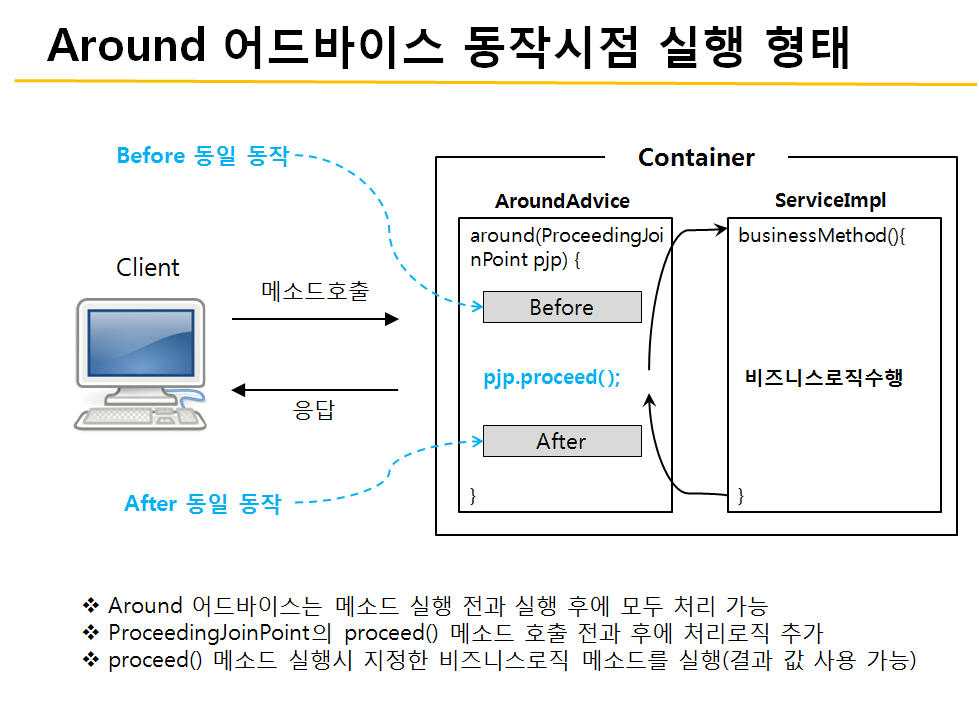 Around 어드바이스 동작시점 실행 형태
Before 동일 동작
Container
AroundAdvice
ServiceImpl
around(ProceedingJoi
nPoint pjp) {
businessMethod(){
Client
메소드호출
Before
pjp.proceed();
비즈니스로직수행
응답
After
After 동일 동작
}
}
❖ Around 어드바이스는 메소드 실행 전과 실행 후에 모두 처리 가능
❖ ProceedingJoinPoint의 proceed() 메소드 호출 전과 후에 처리로직 추가
❖ proceed() 메소드 실행시 지정한 비즈니스로직 메소드를 실행(결과 값 사용 가능)